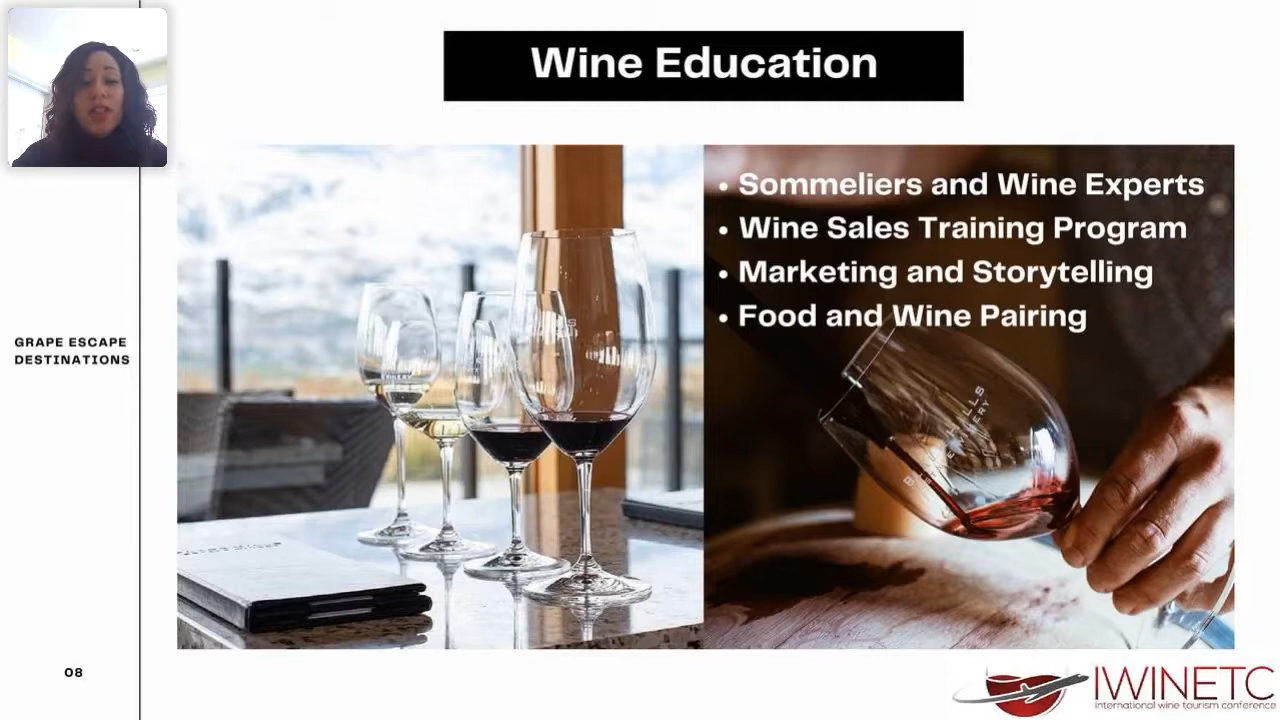 Wine Education
• Sommeliers and Wine Experts
• Wine Sales Training Program
• Marketing and Storytelling
• Food and Wine Pairing
GRAPE ESCAPE
DESTINATIONS
08
IWINETC
international wine tourism conference